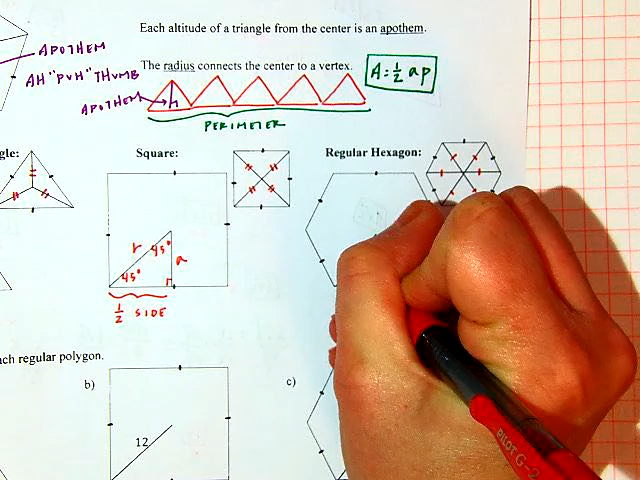 Each altitude of a triangle from the center is an apothem.
APOTHEM
AH "PUH" THUMB
The radius connects the center to a vertex.
A = 1/2 ap
APOTHEM
PERIMETER
gle:
Square:
Regular Hexagon:
r
45°
a
45°
1/2 SIDE
ach regular polygon.
b)
c)
12
PILOT G-2